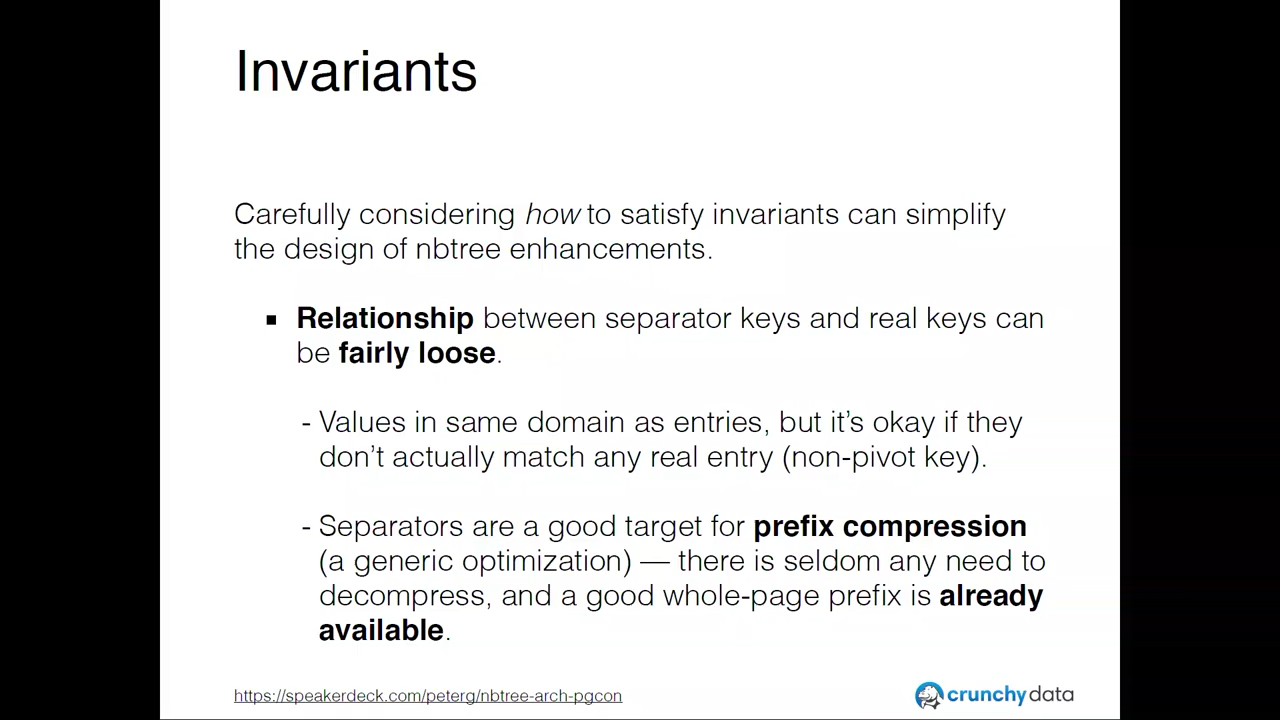 Invariants
Carefully considering how to satisfy invariants can simplify
the design of nbtree enhancements.
■ Relationship between separator keys and real keys can
be fairly loose.
- Values in same domain as entries, but it’s okay if they
don’t actually match any real entry (non-pivot key).
- Separators are a good target for prefix compression
(a generic optimization) — there is seldom any need to
decompress, and a good whole-page prefix is already
available.
https://speakerdeck.com/peterg/nbtree-arch-pgcon
crunchydata